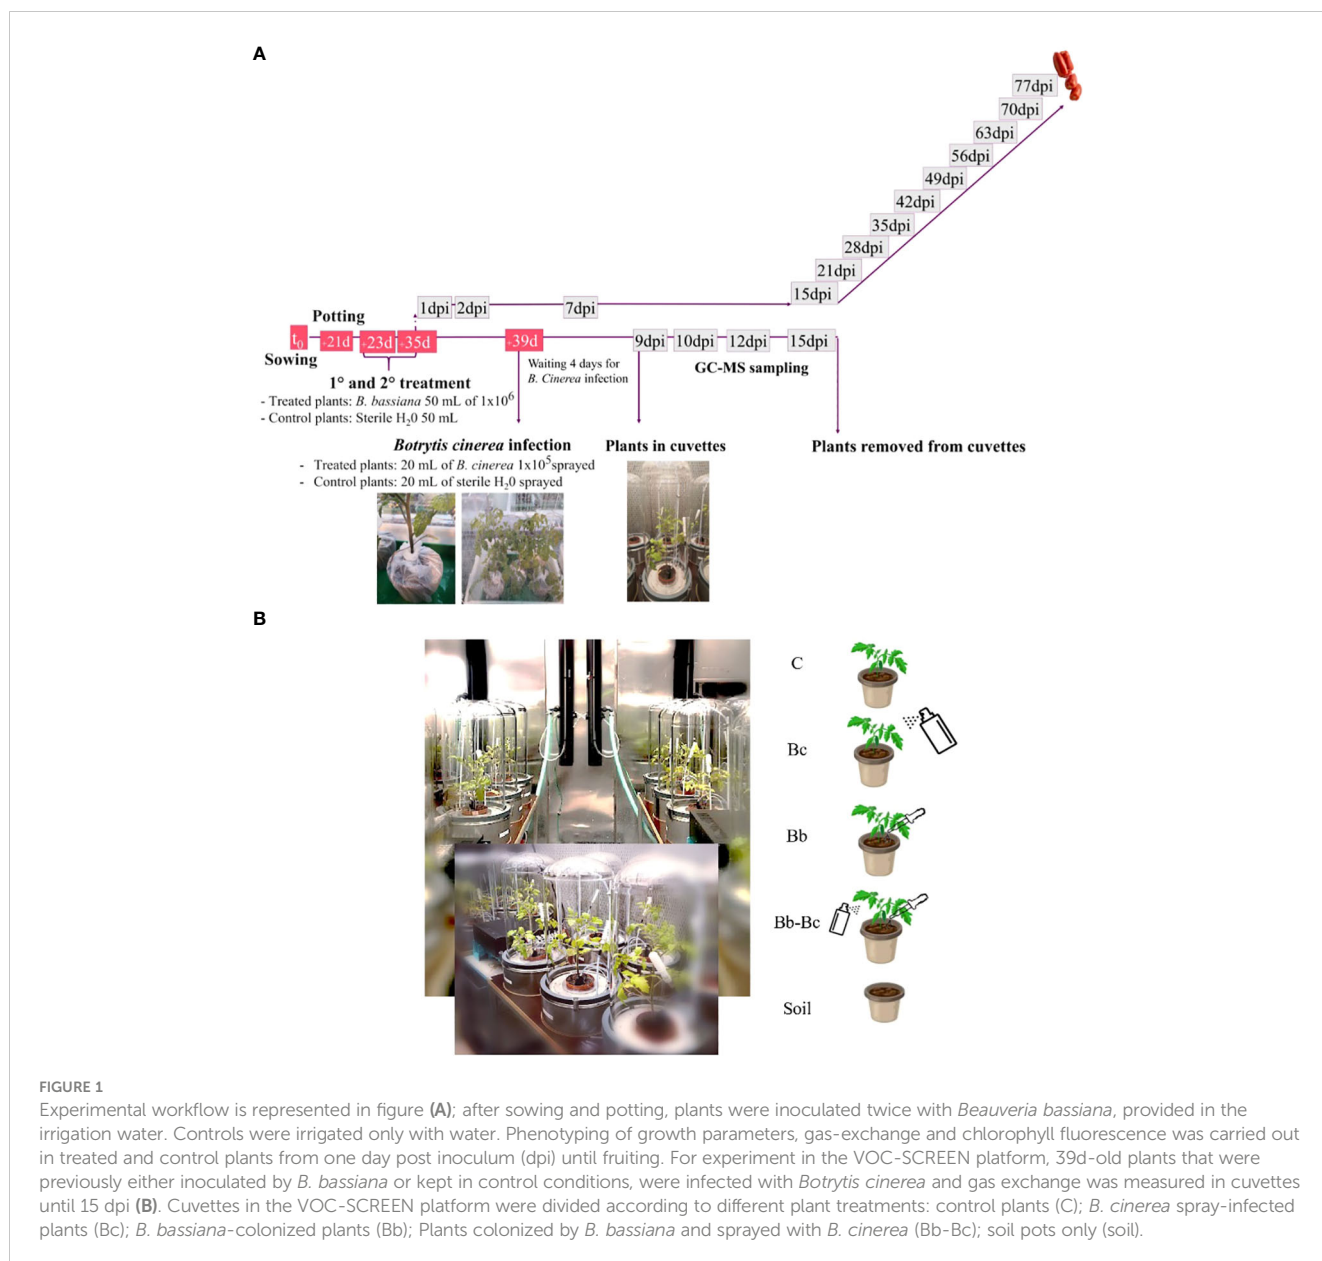 A
77dpi
70dpi
63dpi
56dpi
49dpi
42dpi
35dpi
28dpi
21dpi
15dpi
1dpi 2dpi 7dpi
Potting
t0 +21d +23d +35d +39d 9dpi 10dpi 12dpi 15dpi
Sowing
Waiting 4 days for
B. Cinerea infection
GC-MS sampling
1° and 2° treatment
- Treated plants: B. bassiana 50 mL of 1x10^6
- Control plants: Sterile H20 50 mL
Botrytis cinerea infection
- Treated plants: 20 mL of B. cinerea 1x10^5 sprayed
- Control plants: 20 mL of sterile H20 sprayed
Plants in cuvettes
Plants removed from cuvettes
B
C
Bc
Bb
Bb-Bc
Soil
FIGURE 1
Experimental workflow is represented in figure (A); after sowing and potting, plants were inoculated twice with Beauveria bassiana, provided in the
irrigation water. Controls were irrigated only with water. Phenotyping of growth parameters, gas-exchange and chlorophyll fluorescence was carried out
in treated and control plants from one day post inoculum (dpi) until fruiting. For experiment in the VOC-SCREEN platform, 39d-old plants that were
previously either inoculated by B. bassiana or kept in control conditions, were infected with Botrytis cinerea and gas exchange was measured in cuvettes
until 15 dpi (B). Cuvettes in the VOC-SCREEN platform were divided according to different plant treatments: control plants (C); B. cinerea spray-infected
plants (Bc); B. bassiana-colonized plants (Bb); Plants colonized by B. bassiana and sprayed with B. cinerea (Bb-Bc); soil pots only (soil).